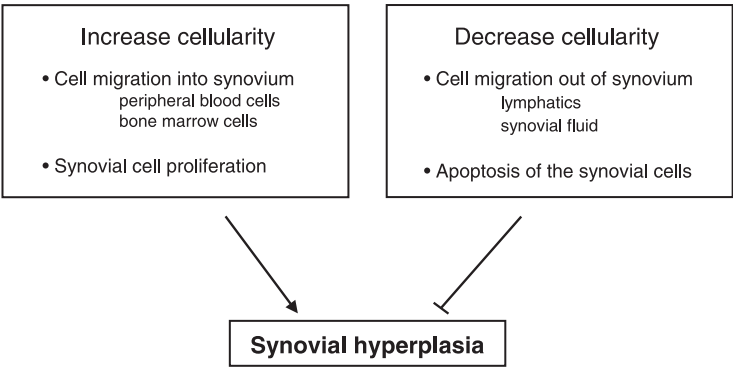 Increase cellularity
• Cell migration into synovium
peripheral blood cells
bone marrow cells
• Synovial cell proliferation
Decrease cellularity
• Cell migration out of synovium
lymphatics
synovial fluid
• Apoptosis of the synovial cells
Synovial hyperplasia